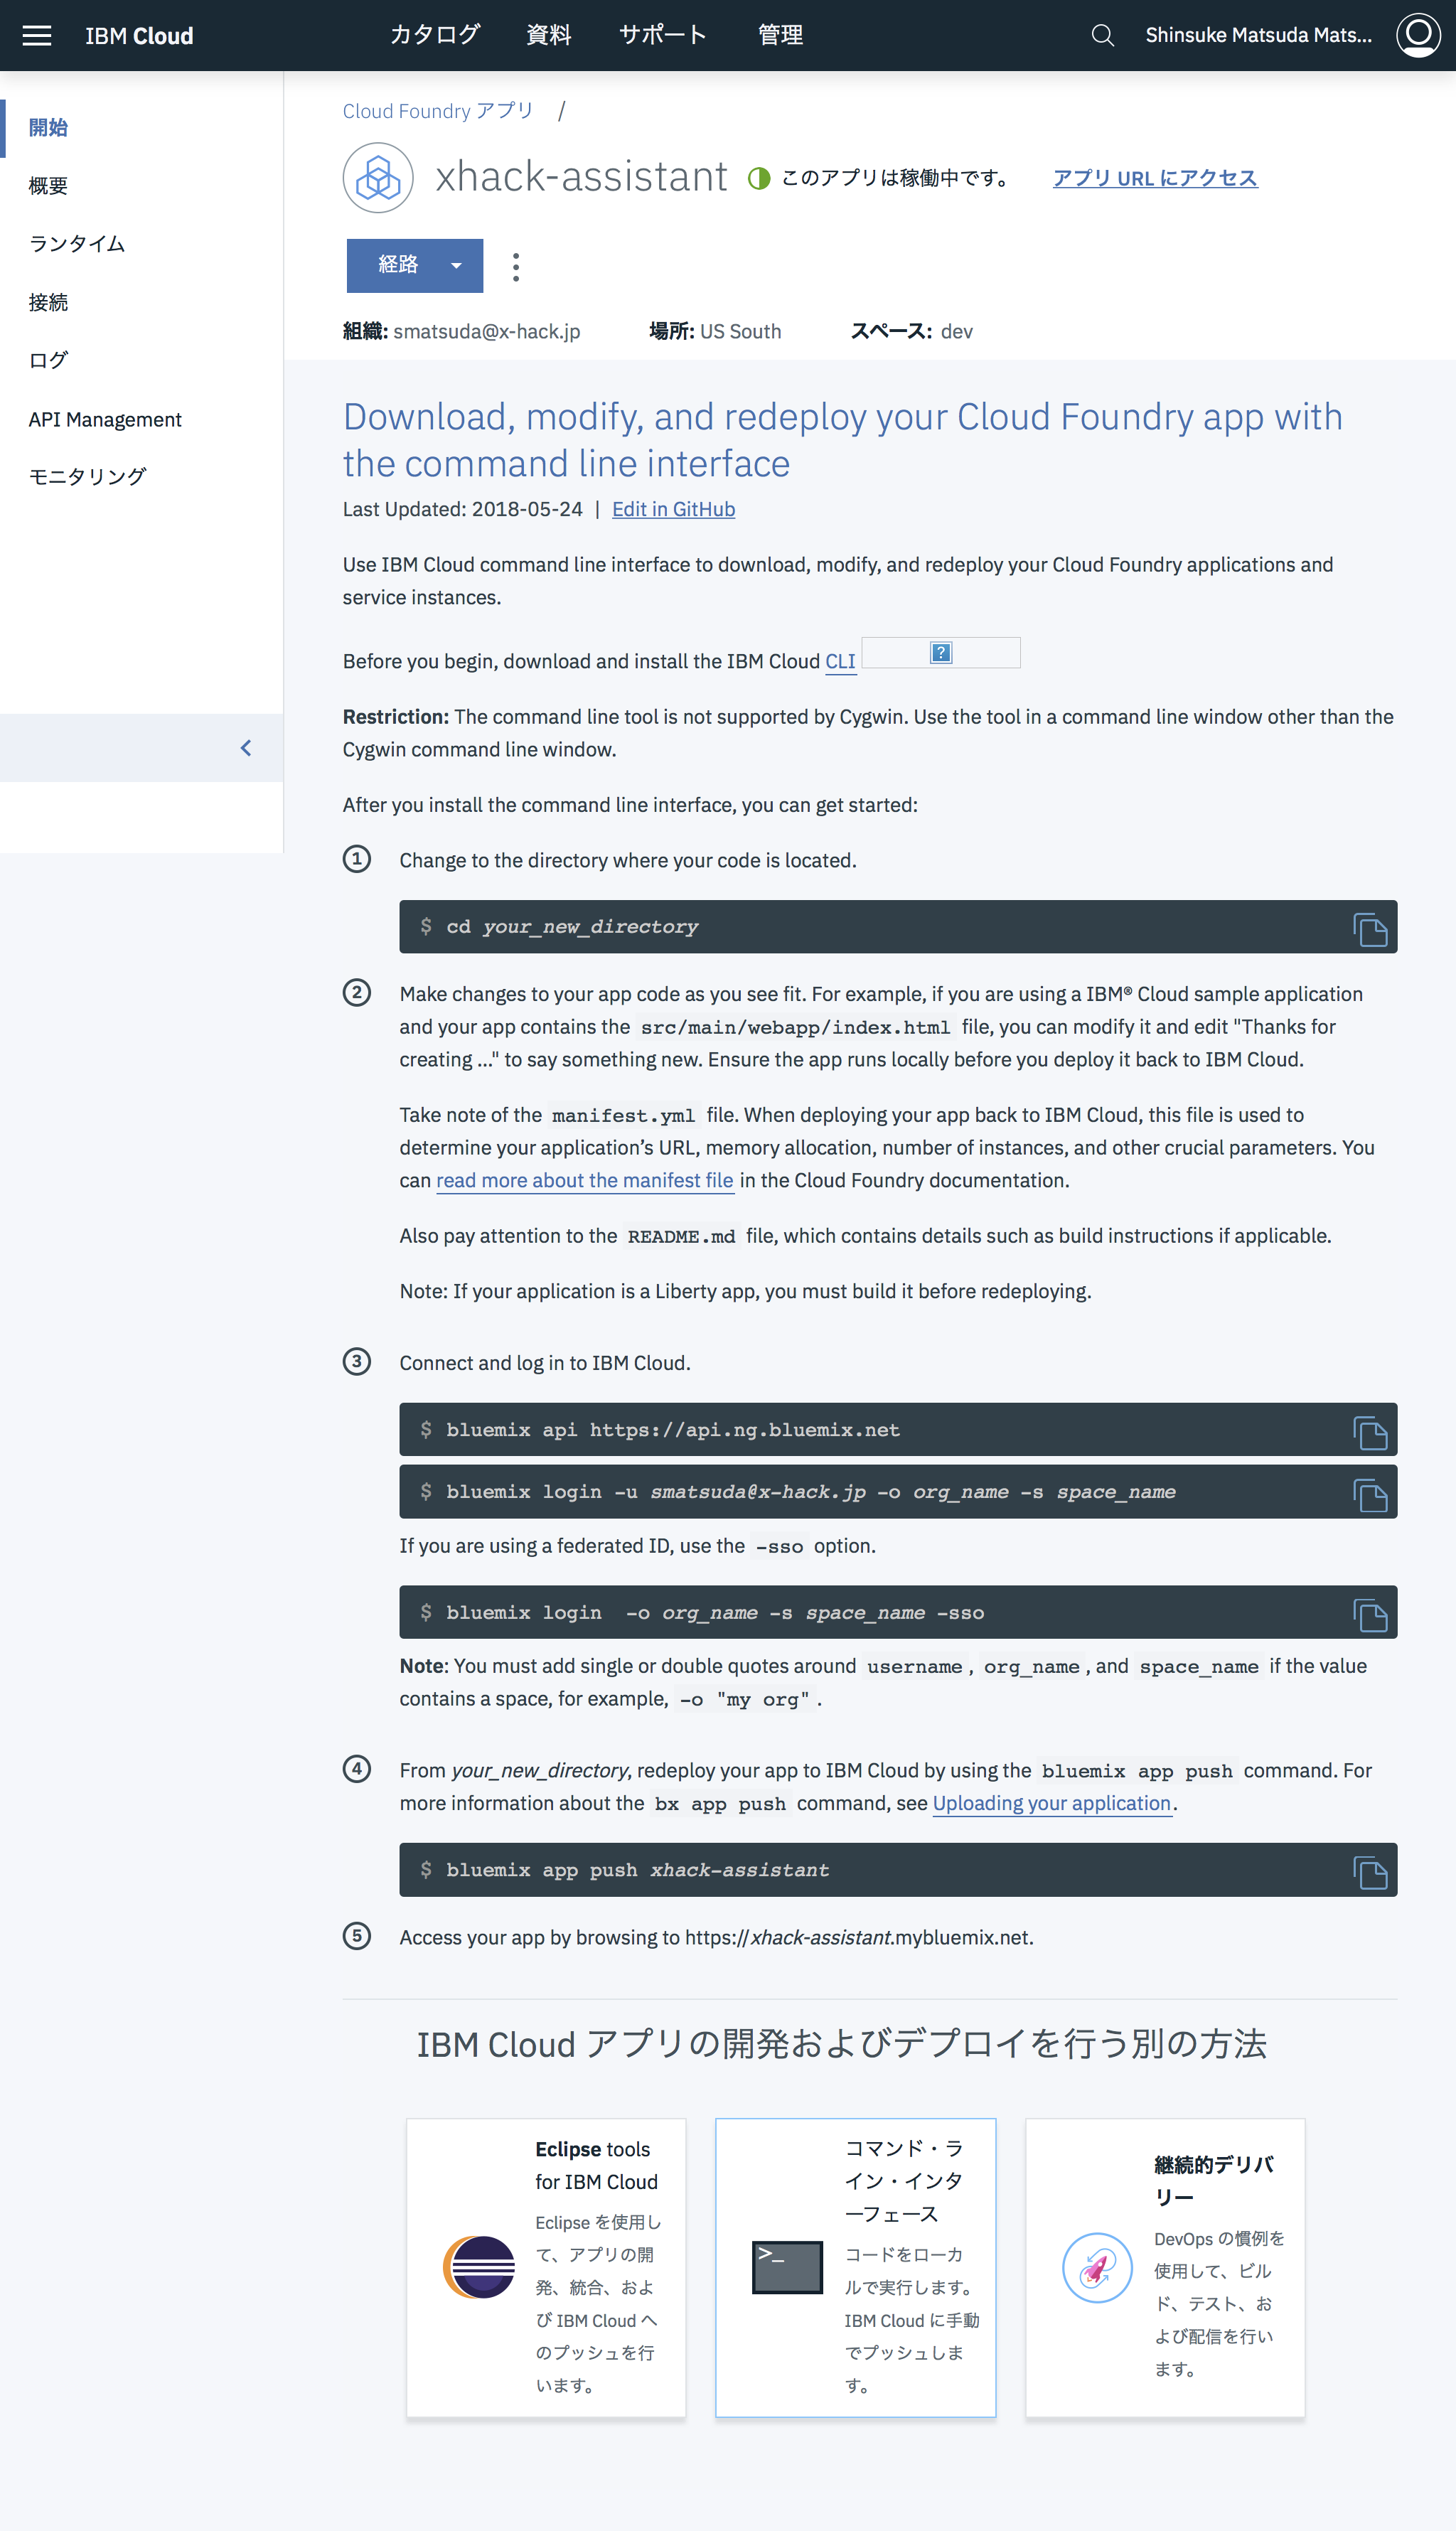 IBM Cloud
カタログ
資料
サポート
管理
Shinsuke Matsuda Mats...
開始
概要
ランタイム
接続
ログ
API Management
モニタリング
Cloud Foundry アプリ /
xhack-assistant
このアプリは稼働中です。
アプリ URL にアクセス
経路
組織: smatsuda@x-hack.jp
場所: US South
スペース: dev
Download, modify, and redeploy your Cloud Foundry app with
the command line interface
Last Updated: 2018-05-24 | Edit in GitHub
Use IBM Cloud command line interface to download, modify, and redeploy your Cloud Foundry applications and
service instances.
Before you begin, download and install the IBM Cloud CLI
?
Restriction: The command line tool is not supported by Cygwin. Use the tool in a command line window other than the
Cygwin command line window.
After you install the command line interface, you can get started:
1 Change to the directory where your code is located.
$ cd your_new_directory
2 Make changes to your app code as you see fit. For example, if you are using a IBM® Cloud sample application
and your app contains the src/main/webapp/index.html file, you can modify it and edit "Thanks for
creating ..." to say something new. Ensure the app runs locally before you deploy it back to IBM Cloud.
Take note of the manifest.yml file. When deploying your app back to IBM Cloud, this file is used to
determine your application’s URL, memory allocation, number of instances, and other crucial parameters. You
can read more about the manifest file in the Cloud Foundry documentation.
Also pay attention to the README.md file, which contains details such as build instructions if applicable.
Note: If your application is a Liberty app, you must build it before redeploying.
3 Connect and log in to IBM Cloud.
$ bluemix api https://api.ng.bluemix.net
$ bluemix login -u smatsuda@x-hack.jp -o org_name -s space_name
If you are using a federated ID, use the -sso option.
$ bluemix login -o org_name -s space_name -sso
Note: You must add single or double quotes around username, org_name, and space_name if the value
contains a space, for example, -o "my org".
4 From your_new_directory, redeploy your app to IBM Cloud by using the bluemix app push command. For
more information about the bx app push command, see Uploading your application.
$ bluemix app push xhack-assistant
5 Access your app by browsing to https://xhack-assistant.mybluemix.net.
IBM Cloud アプリの開発およびデプロイを行う別の方法
Eclipse tools
for IBM Cloud
Eclipse を使用し
て、アプリの開
発、統合、およ
び IBM Cloud へ
のプッシュを行
います。
>_
コマンド・ラ
イン・インタ
ーフェース
コードをローカ
ルで実行します。
IBM Cloud に手動
でプッシュしま
す。
継続的デリバ
リー
DevOps の慣例を
使用して、ビル
ド、テスト、お
よび配信を行い
ます。